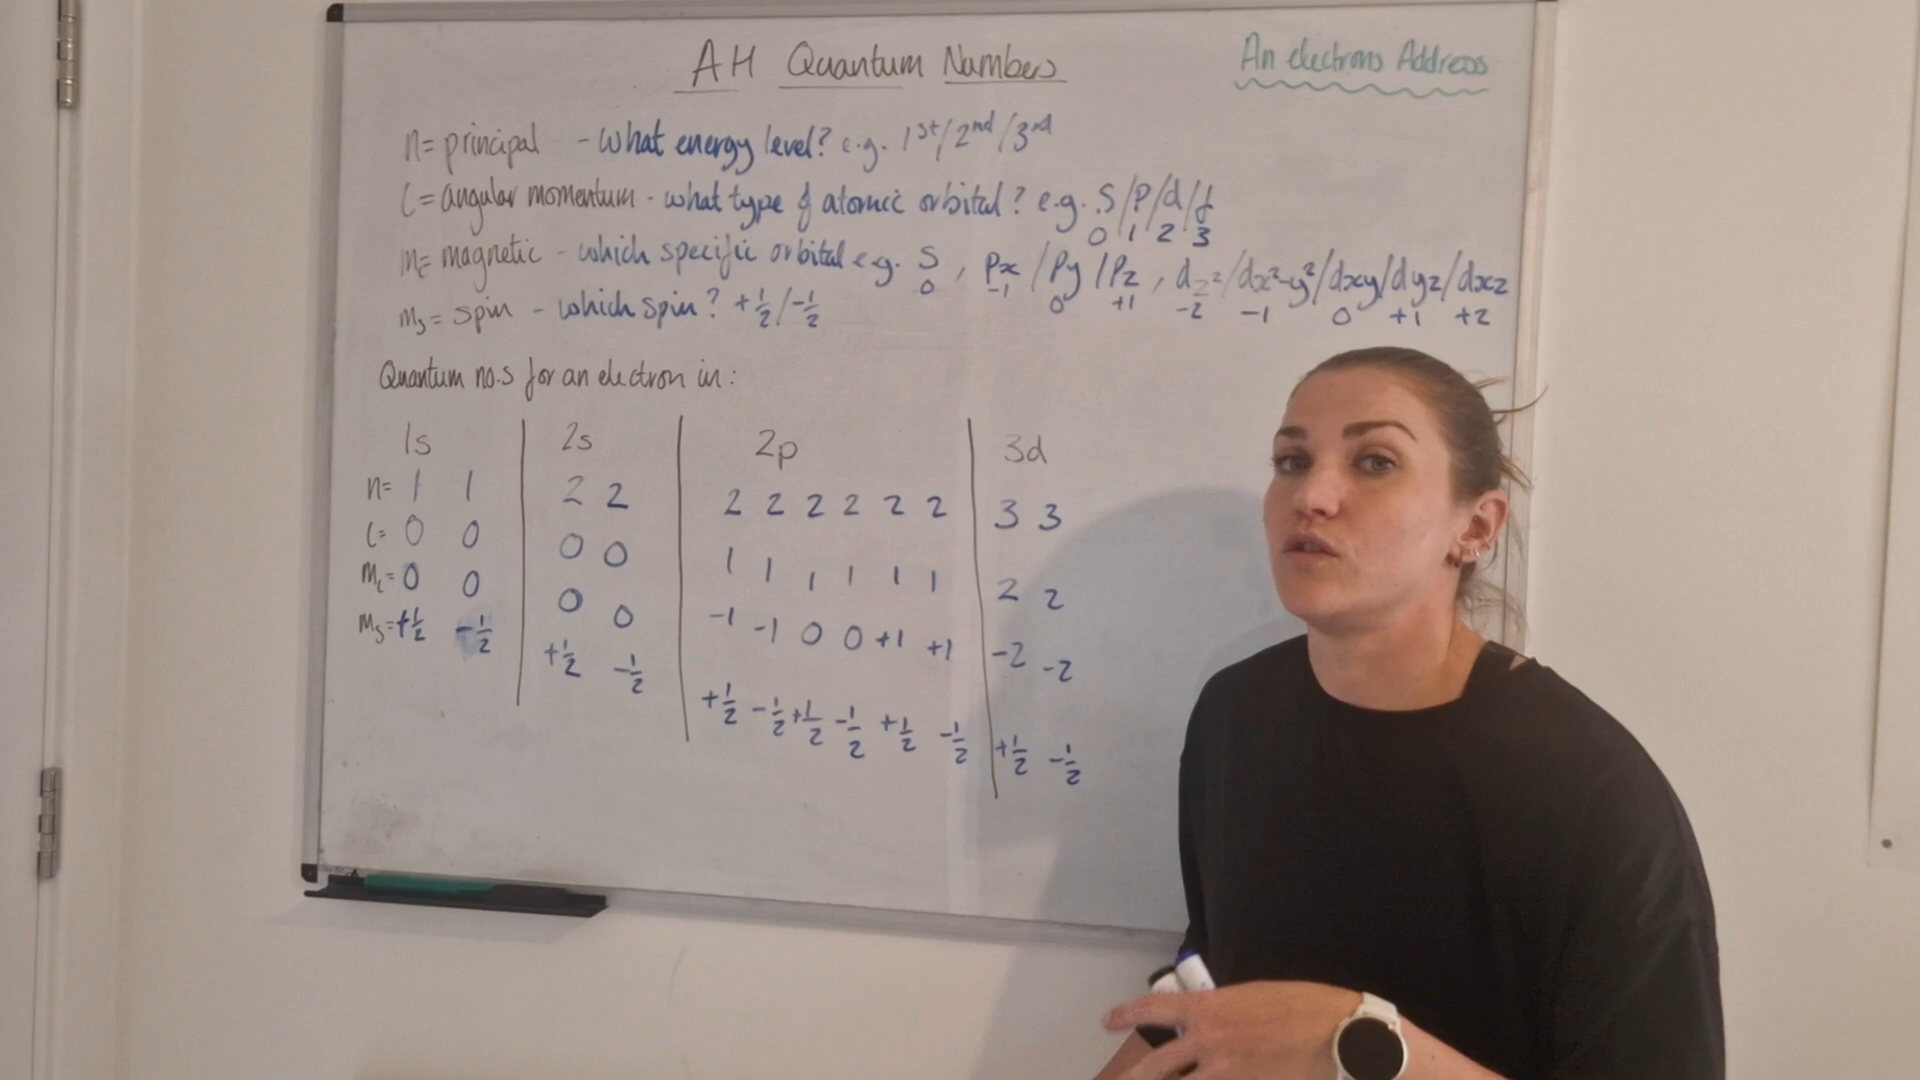 AH Quantum Numbers
An electrons Address
n= principal - what energy level? e.g. 1st/2nd/3rd
l= angular momentum - what type of atomic orbital? e.g. s/p/d/f
0 1 2 3
ml= magnetic - which specific orbital e.g. s, px/py/pz, dz²/dx²-y²/dxy/dyz/dxz
0 -1 0 +1 -2 -1 0 +1 +2
ms= spin - which spin? +1/2/-1/2
Quantum no.s for an electron in:
1s 2s 2p 3d
n= 1 1 2 2 2 2 2 2 2 2 3 3
l= 0 0 0 0 1 1 1 1 1 1 2 2
ml= 0 0 0 0 -1 -1 0 0 +1 +1 -2 -2
ms= +1/2 -1/2 +1/2 -1/2 +1/2 -1/2 +1/2 -1/2 +1/2 -1/2 +1/2 -1/2